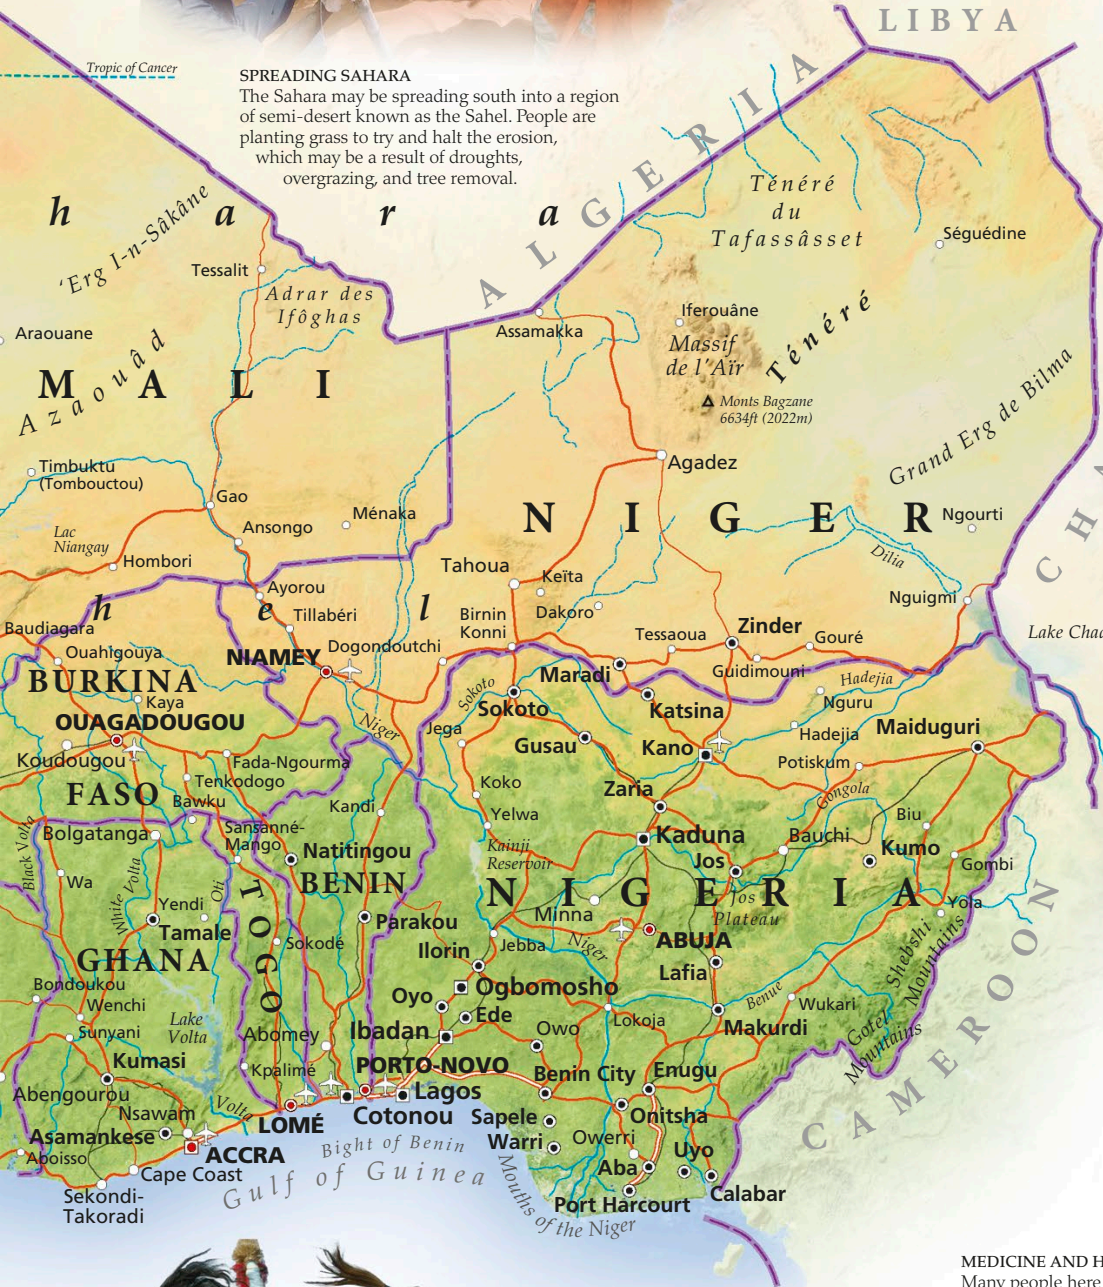 LIBYA
Tropic of Cancer
SPREADING SAHARA
The Sahara may be spreading south into a region
of semi-desert known as the Sahel. People are
planting grass to try and halt the erosion,
which may be a result of droughts,
overgrazing, and tree removal.
ALGERIA
h a r a
'Erg I-n-Sâkâne
Tessalit
Adrar des
Ifôghas
Araouane
Azaouâd
MALI
Timbuktu
(Tombouctou)
Gao
Ansongo
Ménaka
Lac
Niangay
Hombori
Ténéré
du
Tafassâsset
Séguédine
Assamakka
Iferouâne
Massif
de l'Aïr
Ténéré
Monts Bagzane
6634ft (2022m)
Grand Erg de Bilma
Agadez
NIGER
Ngourti
Dilia
CHA
Tahoua
Keïta
Dakoro
Nguigmi
Lake Chad
h e l
Ayorou
Tillabéri
Birnin
Konni
Tessaoua
Zinder
Gouré
Guidimouni
Baudiagara
Ouahigouya
NIAMEY
Dogondoutchi
Maradi
BURKINA
Kaya
OUAGADOUGOU
Koudougou
FASO
Fada-Ngourma
Tenkodogo
Bawku
Niger
Sokoto
Sokoto
Jega
Gusau
Katsina
Kano
Hadejia
Nguru
Hadejia
Maiduguri
Potiskum
Gongola
Biu
Zaria
Koko
Yelwa
Kainji
Reservoir
Kandi
Bolgatanga
Sansanné-
Mango
Natitingou
BENIN
Black Volta
Wa
White Volta
Oti
Yendi
Tamale
TOGO
Sokodé
Parakou
Kaduna
Bauchi
Kumo
Gombi
Jos
NIGERIA
Jos
Plateau
Minna
Yola
Jebba
Niger
ABUJA
Lafia
Shebshi
Mountains
Ilorin
Ogbomosho
Oyo
Ede
Lokoja
Benue
Wukari
Makurdi
Gotel
Mountains
CAMEROON
GHANA
Bondoukou
Wenchi
Sunyani
Lake
Volta
Kumasi
Abomey
Kpalimé
Ibadan
Owo
PORTO-NOVO
Lagos
Cotonou
Benin City
Enugu
Onitsha
Sapele
Warri
Owerri
Uyo
Aba
Calabar
Port Harcourt
Abengourou
Nsawam
Volta
LOMÉ
Asamankese
ACCRA
Aboisso
Cape Coast
Sekondi-
Takoradi
Bight of Benin
Gulf of Guinea
Mouths of the Niger
MEDICINE AND H
Many people here